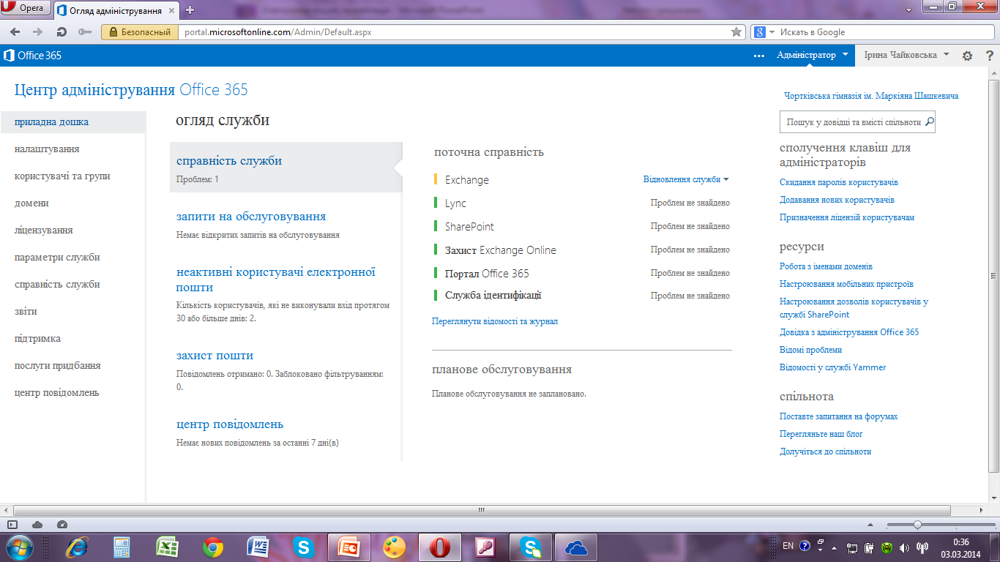 Opera
Огляд адміністрування
Безопасный
portal.microsoftonline.com/Admin/Default.aspx
Искать в Google
Office 365
Адміністратор
Ірина Чайковська
?
Центр адміністрування Office 365
приладна дошка
налаштування
користувачі та групи
домени
ліцензування
параметри служби
справність служби
звіти
підтримка
послуги придбання
центр повідомлень
огляд служби
справність служби
Проблем: 1
запити на обслуговування
Немає відкритих запитів на обслуговування
неактивні користувачі електронної
пошти
Кількість користувачів, які не виконували вхід протягом
30 або більше днів: 2.
захист пошти
Повідомлень отримано: 0. Заблоковано фільтруванням:
0.
центр повідомлень
Немає нових повідомлень за останні 7 дні(в)
поточна справність
Exchange Відновлення служби
Lync Проблем не знайдено
SharePoint Проблем не знайдено
Захист Exchange Online Проблем не знайдено
Портал Office 365 Проблем не знайдено
Служба ідентифікації Проблем не знайдено
Переглянути відомості та журнал
планове обслуговування
Планове обслуговування не заплановано.
Чортківська гімназія ім. Маркіяна Шашкевича
Пошук у довідці та вмісті спільноти
сполучення клавіш для
адміністраторів
Скидання паролів користувачів
Додавання нових користувачів
Призначення ліцензій користувачам
ресурси
Робота з іменами доменів
Настроювання мобільних пристроїв
Настроювання дозволів користувачів у
службі SharePoint
Довідка з адміністрування Office 365
Відомі проблеми
Відомості у службі Yammer
спільнота
Поставте запитання на форумах
Перегляньте наш блоґ
Долучіться до спільноти
EN
0:36
03.03.2014